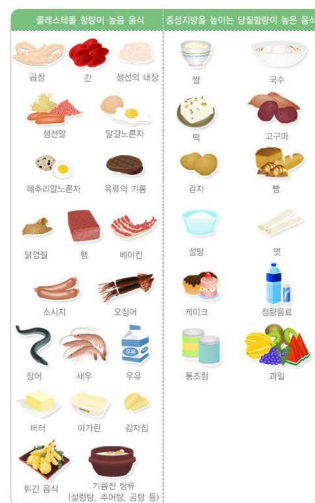 콜레스테롤 함량이 높음 음식
곱창 간 생선의 내장
생선알 달걀노른자
메추리알노른자 육류의 기름
닭껍질 햄 베이컨
소시지 오징어
장어 새우 우유
버터 마가린 감자칩
튀긴 음식 기름진 탕류
(설렁탕, 추어탕, 곰탕 등)
중성지방을 높이는 당질함량이 높은 음식
쌀 국수
떡 고구마
감자 빵
설탕 엿
케이크 청량음료
통조림 과일